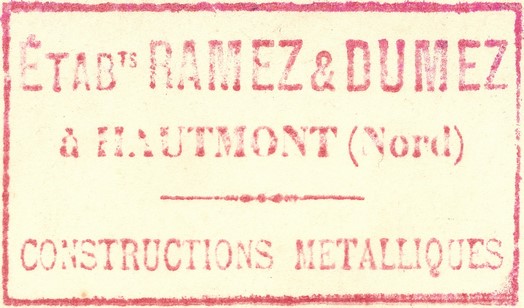 ÉTABTS RAMEZ & DUMEZ
à HAUTMONT (Nord)
CONSTRUCTIONS METALLIQUES